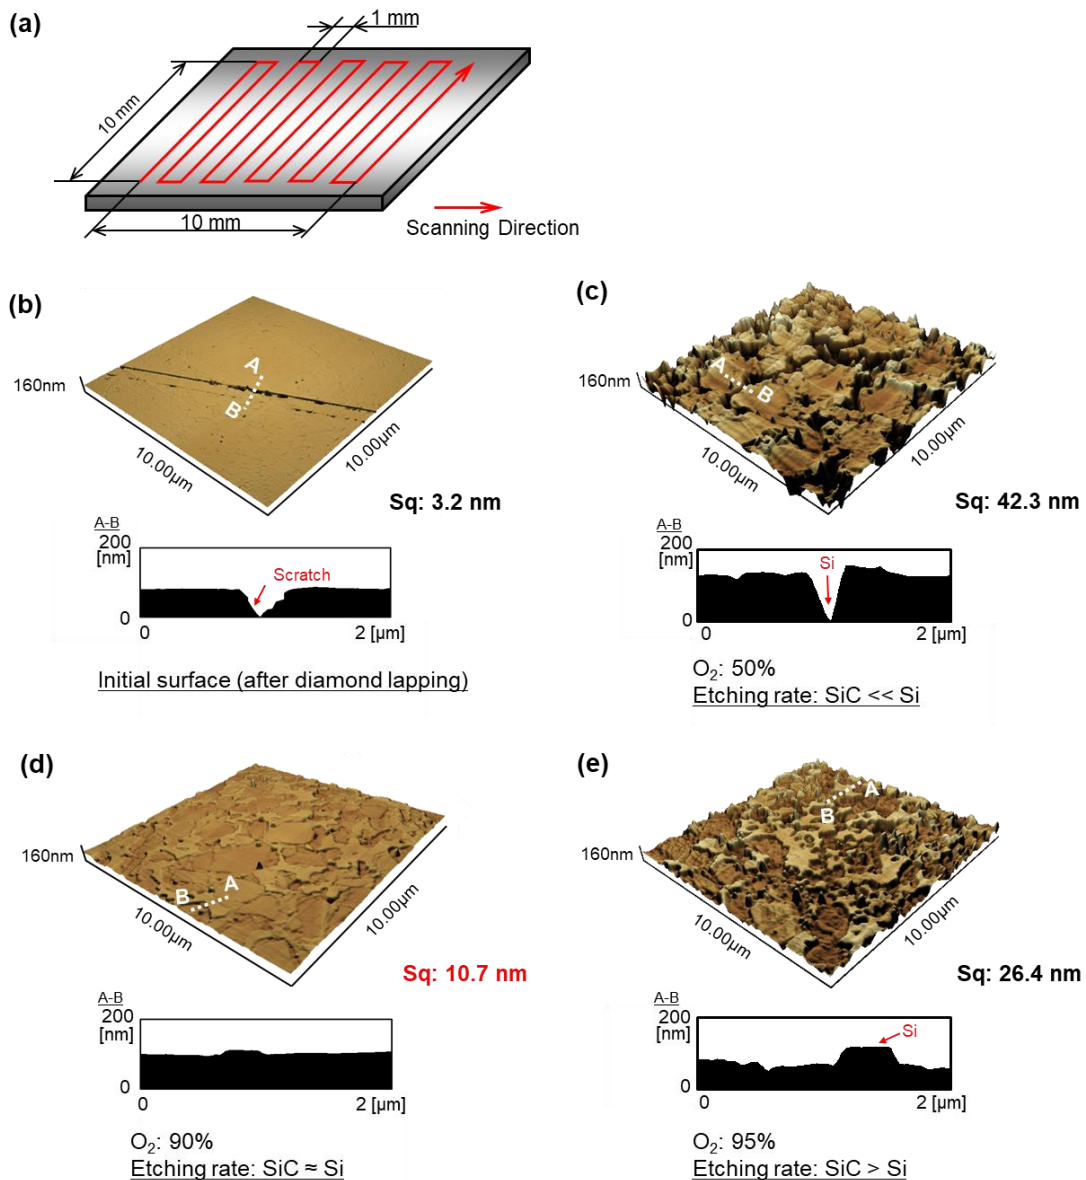 (a)
1 mm
10 mm
10 mm
Scanning Direction
(b)
A
B
160nm
10.00μm
10.00μm
Sq: 3.2 nm
A-B
200
[nm]
Scratch
0
0
2 [μm]
Initial surface (after diamond lapping)
(c)
A
B
160nm
10.00μm
10.00μm
Sq: 42.3 nm
A-B
200
[nm]
Si
0
0
2 [μm]
O₂: 50%
Etching rate: SiC << Si
(d)
A
B
160nm
10.00μm
10.00μm
Sq: 10.7 nm
A-B
200
[nm]
0
0
2 [μm]
O₂: 90%
Etching rate: SiC ≈ Si
(e)
A
B
160nm
10.00μm
10.00μm
Sq: 26.4 nm
A-B
200
[nm]
Si
0
0
2 [μm]
O₂: 95%
Etching rate: SiC > Si